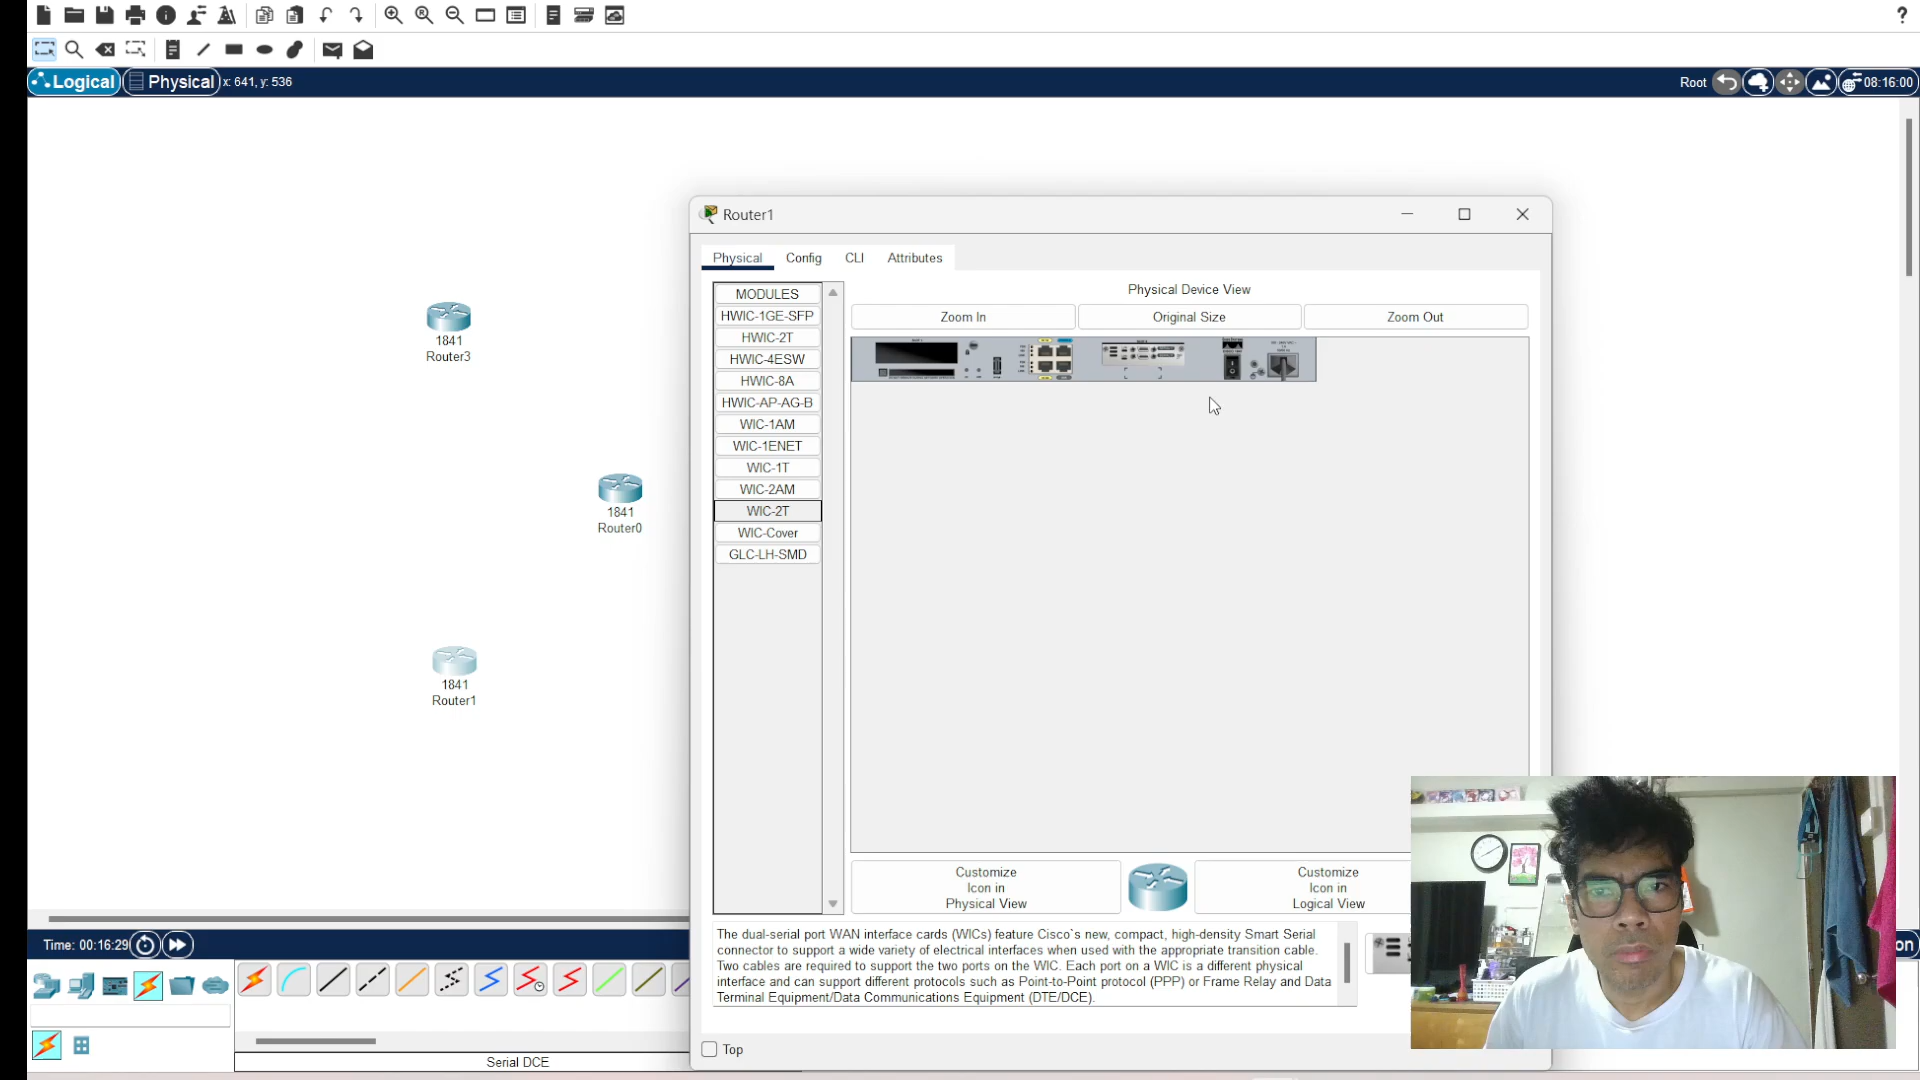 ?
Logical
Physical
x: 641, y: 536
Root
08:16:00
Router1
Physical
Config
CLI
Attributes
MODULES
HWIC-1GE-SFP
HWIC-2T
HWIC-4ESW
HWIC-8A
HWIC-AP-AG-B
WIC-1AM
WIC-1ENET
WIC-1T
WIC-2AM
WIC-2T
WIC-Cover
GLC-LH-SMD
Physical Device View
Zoom In
Original Size
Zoom Out
1841
Router3
1841
Router0
1841
Router1
Customize
Icon in
Physical View
Customize
Icon in
Logical View
The dual-serial port WAN interface cards (WICs) feature Cisco`s new, compact, high-density Smart Serial
connector to support a wide variety of electrical interfaces when used with the appropriate transition cable.
Two cables are required to support the two ports on the WIC. Each port on a WIC is a different physical
interface and can support different protocols such as Point-to-Point protocol (PPP) or Frame Relay and Data
Terminal Equipment/Data Communications Equipment (DTE/DCE).
Top
Time: 00:16:29
on
Serial DCE